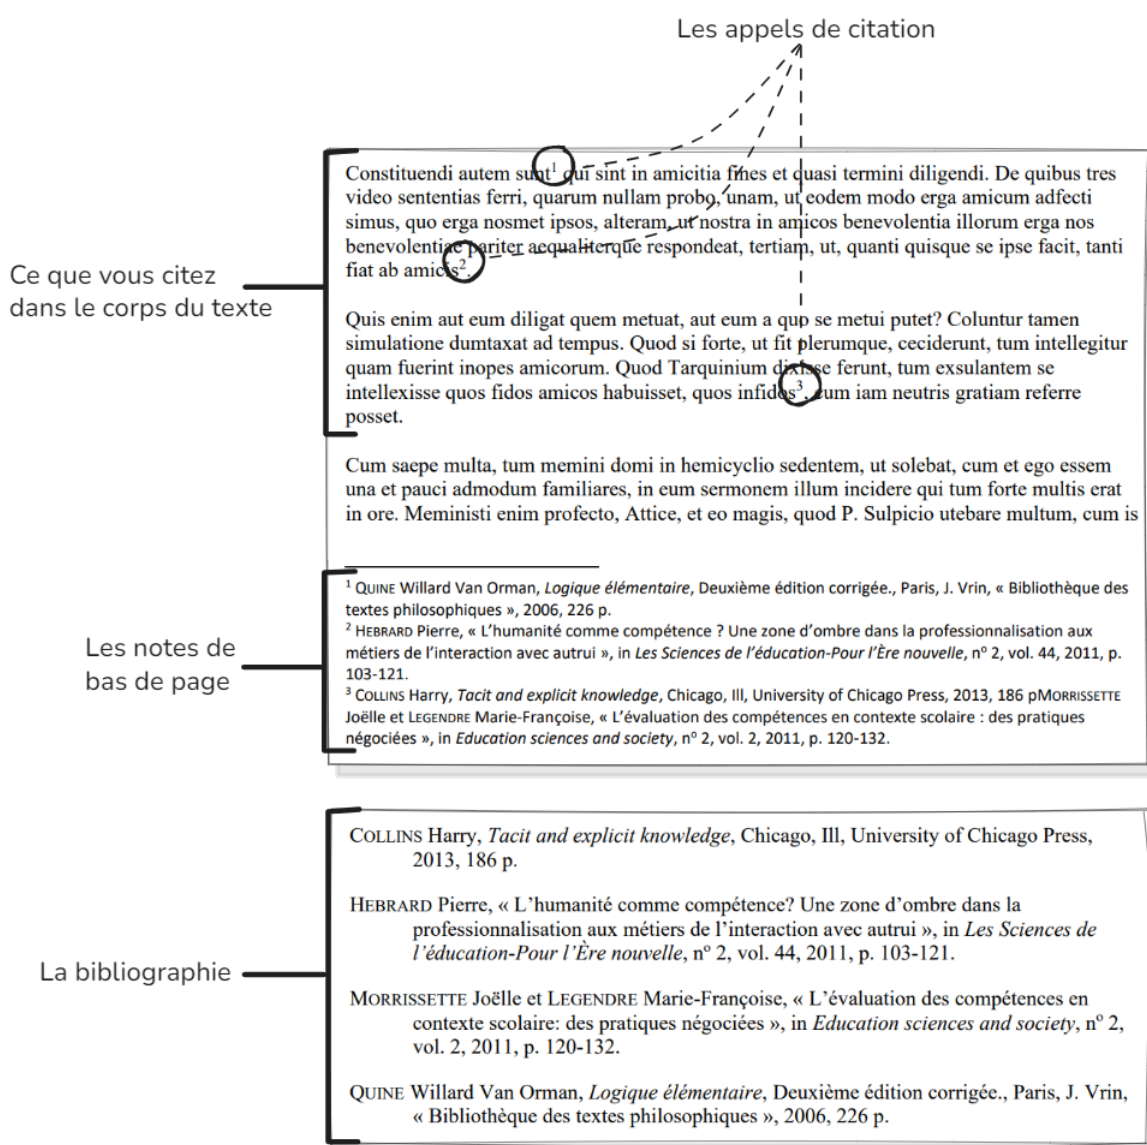 Les appels de citation
Constituendi autem sunt¹ qui sint in amicitia fines et quasi termini diligendi. De quibus tres
video sententias ferri, quarum nullam probo, unam, ut eodem modo erga amicum adfecti
simus, quo erga nosmet ipsos, alteram, ut nostra in amicos benevolentia illorum erga nos
benevolentiae pariter aequaliterque respondeat, tertiam, ut, quanti quisque se ipse facit, tanti
fiat ab amicis².
Ce que vous citez
dans le corps du texte
Quis enim aut eum diligat quem metuat, aut eum a quo se metui putet? Coluntur tamen
simulatione dumtaxat ad tempus. Quod si forte, ut fit plerumque, ceciderunt, tum intellegitur
quam fuerint inopes amicorum. Quod Tarquinium dixisse ferunt, tum exsulantem se
intellexisse quos fidos amicos habuisset, quos infidos³, cum iam neutris gratiam referre
posset.
Cum saepe multa, tum memini domi in hemicyclio sedentem, ut solebat, cum et ego essem
una et pauci admodum familiares, in eum sermonem illum incidere qui tum forte multis erat
in ore. Meministi enim profecto, Attice, et eo magis, quod P. Sulpicio utebare multum, cum is
Les notes de
bas de page
¹ QUINE Willard Van Orman, Logique élémentaire, Deuxième édition corrigée., Paris, J. Vrin, « Bibliothèque des
textes philosophiques », 2006, 226 p.
² HEBRARD Pierre, « L'humanité comme compétence ? Une zone d'ombre dans la professionnalisation aux
métiers de l'interaction avec autrui », in Les Sciences de l'éducation-Pour l'Ère nouvelle, nº 2, vol. 44, 2011, p.
103-121.
³ COLLINS Harry, Tacit and explicit knowledge, Chicago, Ill, University of Chicago Press, 2013, 186 pMORRISSETTE
Joëlle et LEGENDRE Marie-Françoise, « L'évaluation des compétences en contexte scolaire : des pratiques
négociées », in Education sciences and society, nº 2, vol. 2, 2011, p. 120-132.
La bibliographie
COLLINS Harry, Tacit and explicit knowledge, Chicago, Ill, University of Chicago Press,
2013, 186 p.
HEBRARD Pierre, « L'humanité comme compétence? Une zone d'ombre dans la
professionnalisation aux métiers de l'interaction avec autrui », in Les Sciences de
l'éducation-Pour l'Ère nouvelle, nº 2, vol. 44, 2011, p. 103-121.
MORRISSETTE Joëlle et LEGENDRE Marie-Françoise, « L'évaluation des compétences en
contexte scolaire: des pratiques négociées », in Education sciences and society, nº 2,
vol. 2, 2011, p. 120-132.
QUINE Willard Van Orman, Logique élémentaire, Deuxième édition corrigée., Paris, J. Vrin,
« Bibliothèque des textes philosophiques », 2006, 226 p.